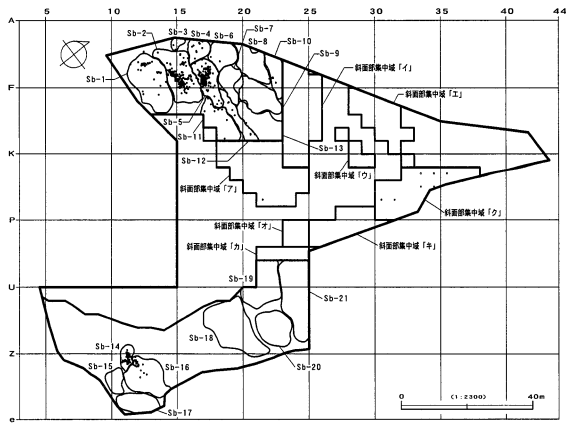 5 10 15 20 25 30 35 40 44
A
F
K
P
U
Z
e
Sb-1
Sb-2
Sb-3
Sb-4
Sb-6
Sb-7
Sb-8
Sb-10
Sb-9
斜面部集中域「イ」
斜面部集中域「エ」
Sb-5
Sb-11
Sb-12
Sb-13
斜面部集中域「ア」
斜面部集中域「ウ」
斜面部集中域「オ」
斜面部集中域「ク」
斜面部集中域「カ」
斜面部集中域「キ」
Sb-19
Sb-21
Sb-18
Sb-14
Sb-15
Sb-16
Sb-20
Sb-17
0 (1:2300) 40m